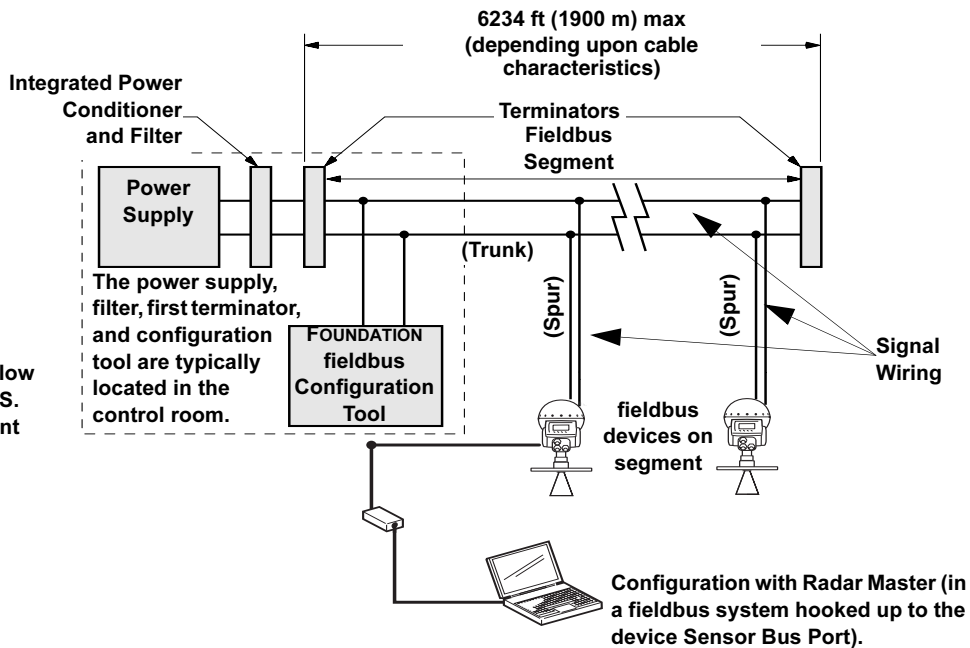 6234 ft (1900 m) max
(depending upon cable
characteristics)
Integrated Power
Conditioner
and Filter
Terminators
Fieldbus
Segment
Power
Supply
(Trunk)
The power supply,
filter, first terminator,
and configuration
tool are typically
located in the
control room.
FOUNDATION
fieldbus
Configuration
Tool
(Spur)
(Spur)
Signal
Wiring
low
S.
nt
fieldbus
devices on
segment
Configuration with Radar Master (in
a fieldbus system hooked up to the
device Sensor Bus Port).